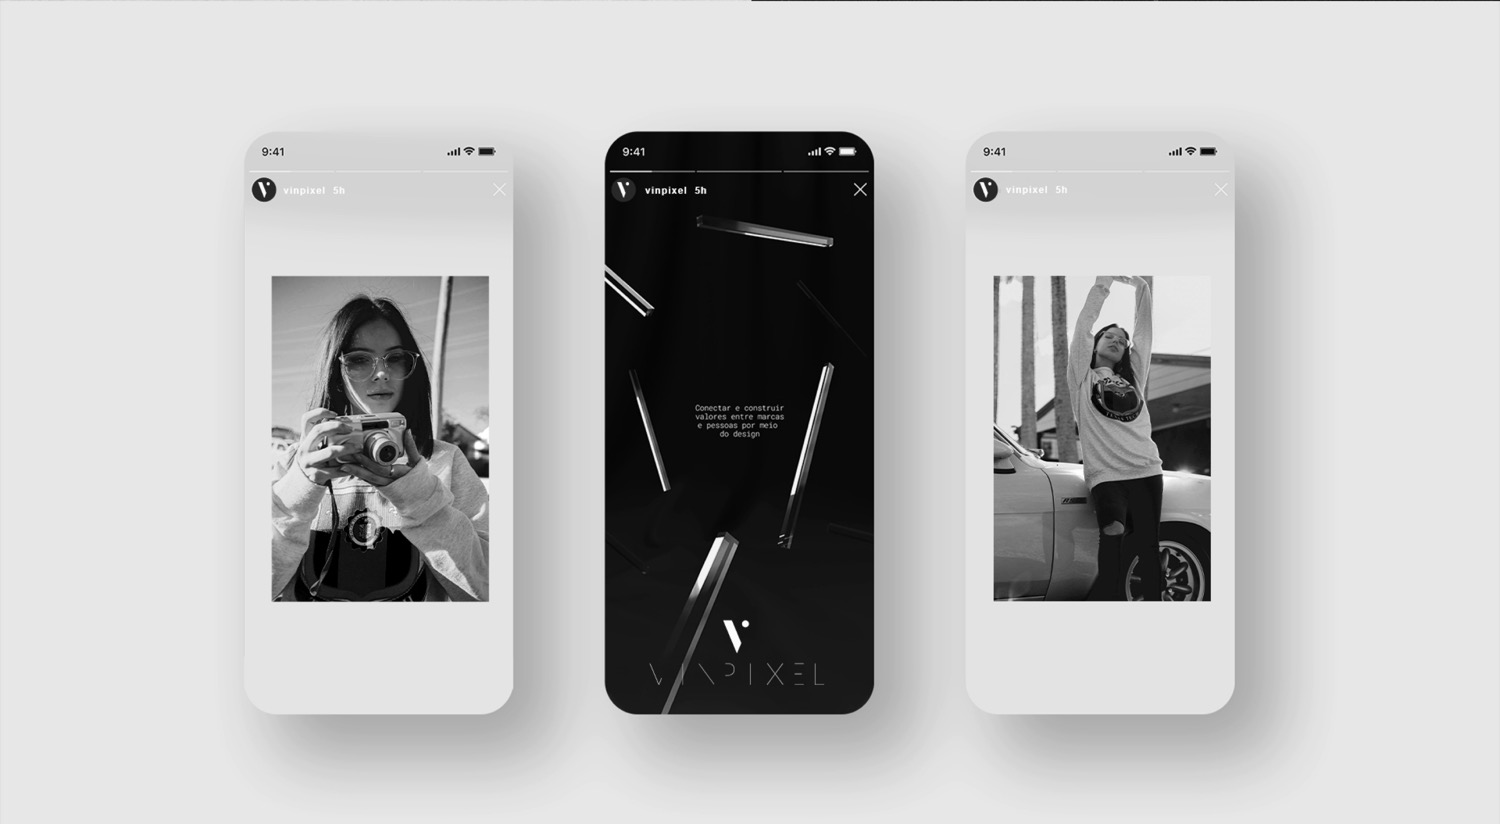 9:41
vinpixel 5h
9:41
vinpixel 5h
Conectar e construir
valores entre marcas
e pessoas por meio
do design
VINPIXEL
9:41
vinpixel 5h